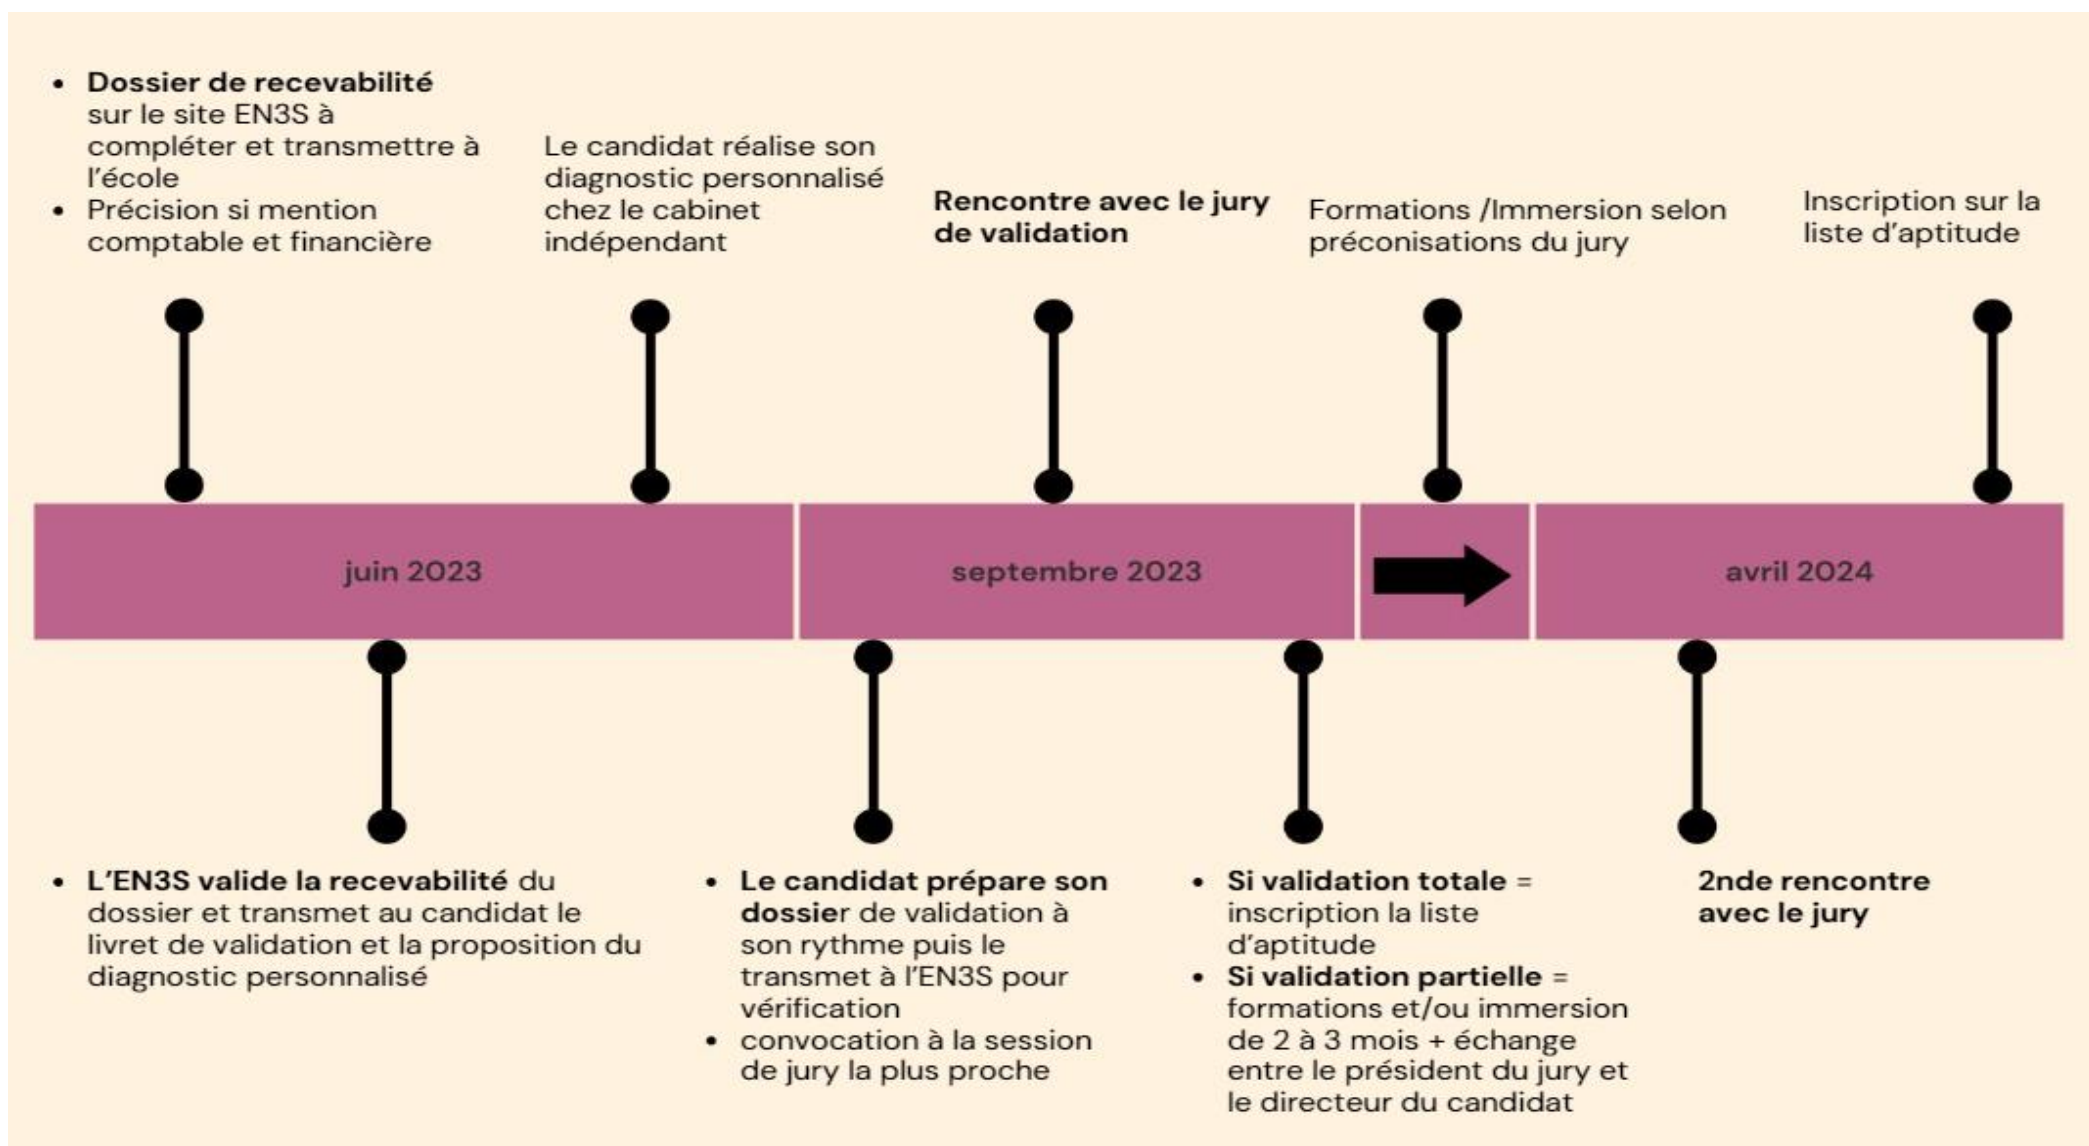 • Dossier de recevabilité
sur le site EN3S à
compléter et transmettre à
l'école
• Précision si mention
comptable et financière
Le candidat réalise son
diagnostic personnalisé
chez le cabinet
indépendant
Rencontre avec le jury
de validation
Formations /Immersion selon
préconisations du jury
Inscription sur la
liste d'aptitude
juin 2023
septembre 2023
avril 2024
• L'EN3S valide la recevabilité du
dossier et transmet au candidat le
livret de validation et la proposition du
diagnostic personnalisé
• Le candidat prépare son
dossier de validation à
son rythme puis le
transmet à l'EN3S pour
vérification
• convocation à la session
de jury la plus proche
• Si validation totale =
inscription la liste
d'aptitude
• Si validation partielle =
formations et/ou immersion
de 2 à 3 mois + échange
entre le président du jury et
le directeur du candidat
2nde rencontre
avec le jury